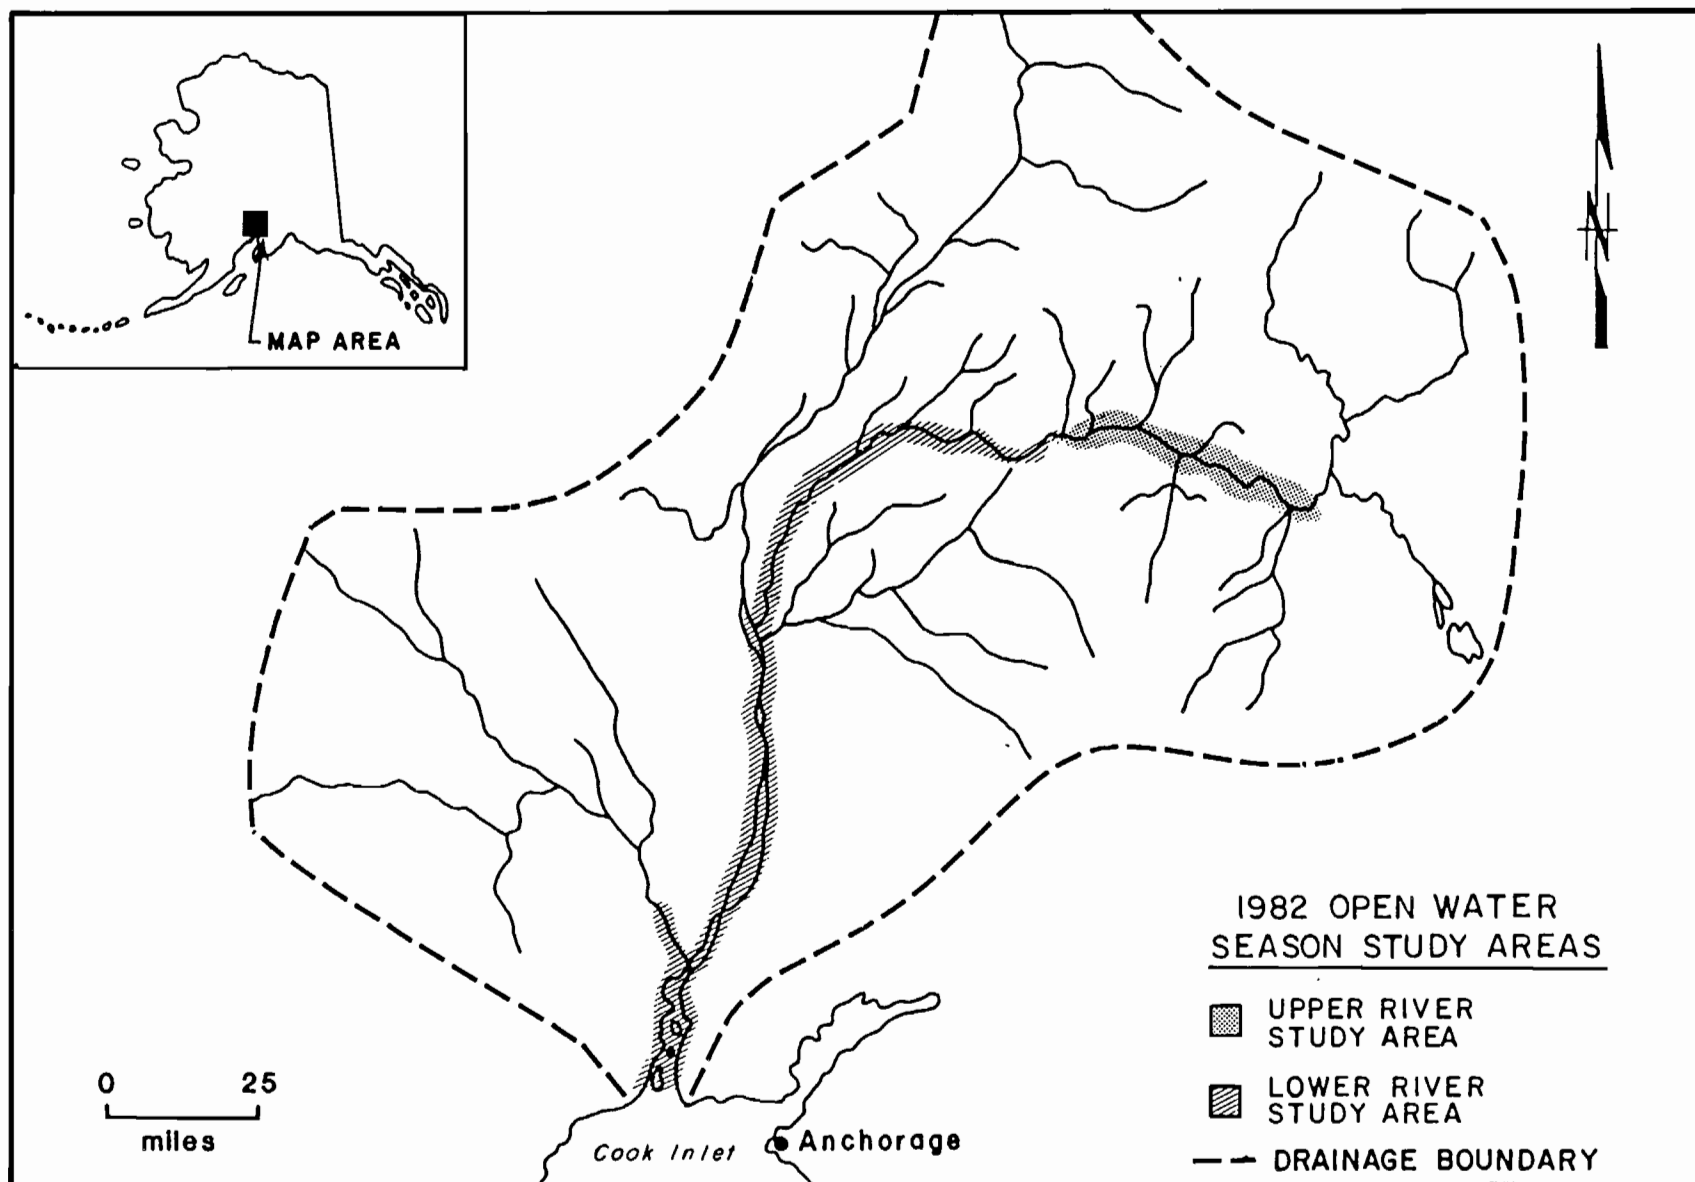 MAP AREA
N
1982 OPEN WATER
SEASON STUDY AREAS
UPPER RIVER
STUDY AREA
LOWER RIVER
STUDY AREA
DRAINAGE BOUNDARY
0 25
miles
Cook Inlet
Anchorage